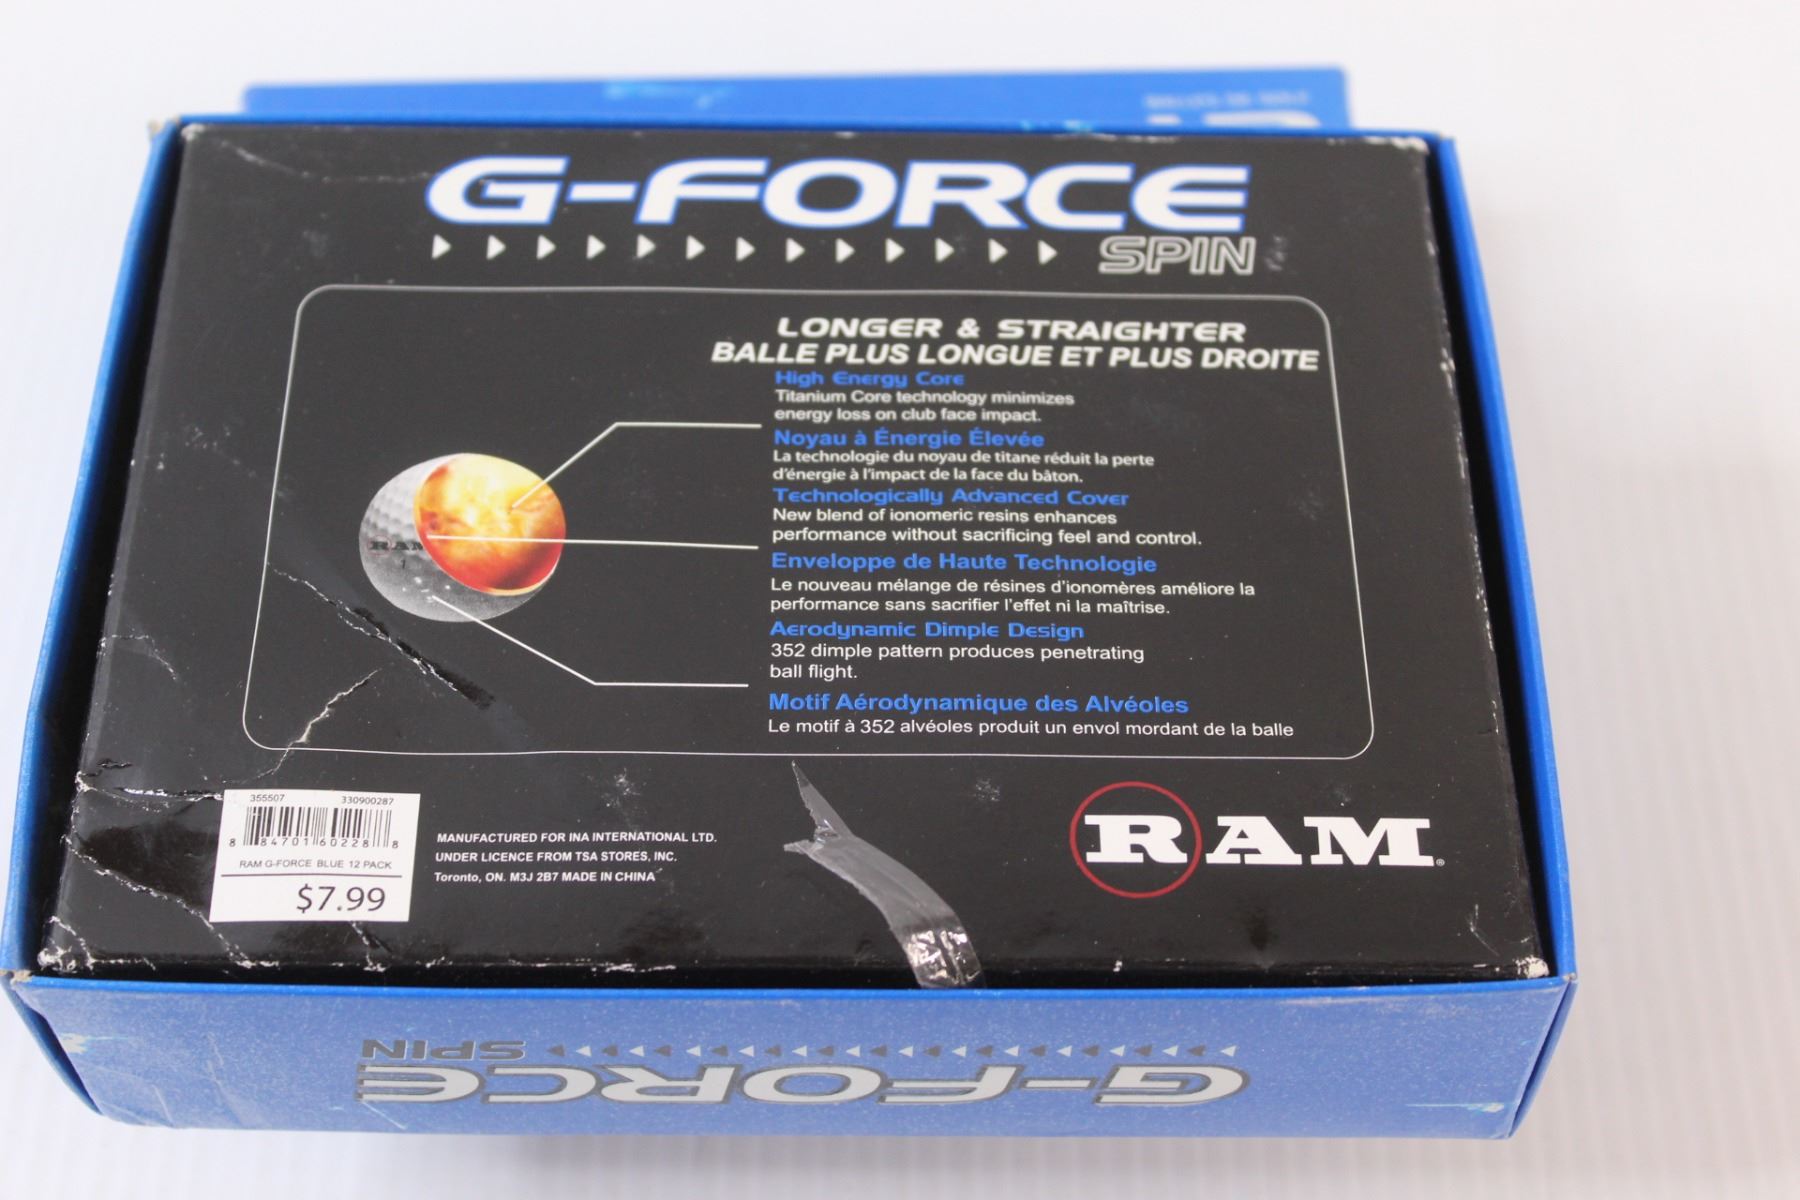 G-FORCE
SPIN
LONGER & STRAIGHTER
BALLE PLUS LONGUE ET PLUS DROITE
High Energy Core
Titanium Core technology minimizes
energy loss on club face impact.
Noyau à Énergie Élevée
La technologie du noyau de titane réduit la perte
d'énergie à l'impact de la face du bâton.
Technologically Advanced Cover
New blend of ionomeric resins enhances
performance without sacrificing feel and control.
Enveloppe de Haute Technologie
Le nouveau mélange de résines d'ionomères améliore la
performance sans sacrifier l'effet ni la maîtrise.
Aerodynamic Dimple Design
352 dimple pattern produces penetrating
ball flight.
Motif Aérodynamique des Alvéoles
Le motif à 352 alvéoles produit un envol mordant de la balle
RAM
1
355507 330900287
8 84701 60228 8
RAM G-FORCE BLUE 12 PACK
$7.99
MANUFACTURED FOR INA INTERNATIONAL LTD.
UNDER LICENCE FROM TSA STORES, INC.
Toronto, ON. M3J 2B7 MADE IN CHINA
RAM®
G-FORCE
SPIN